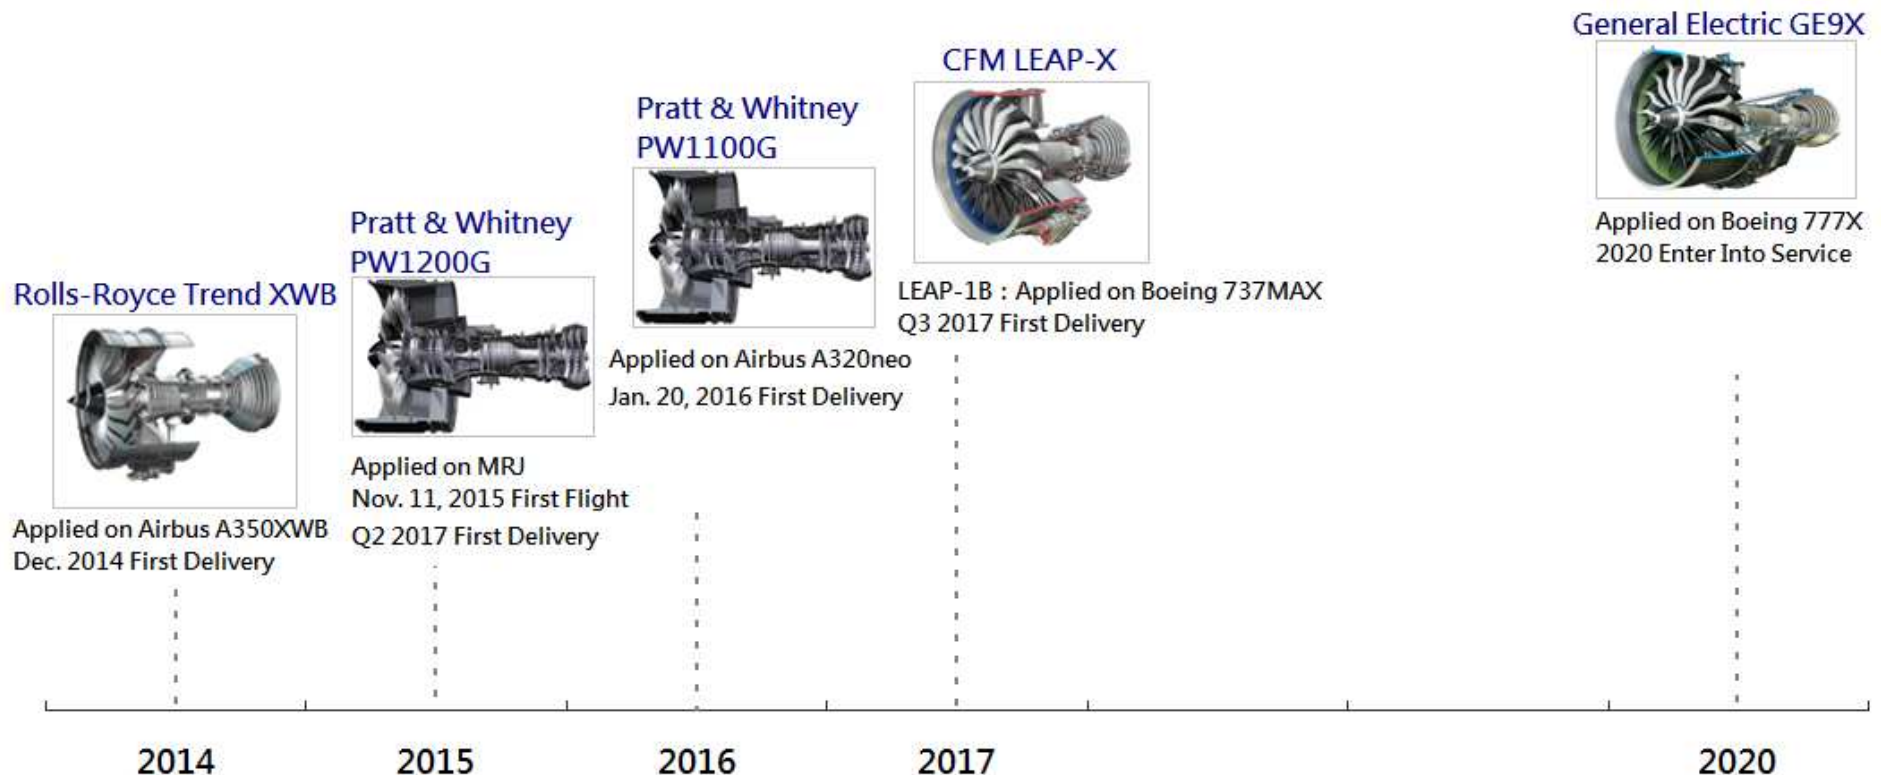 Rolls-Royce Trend XWB
Applied on Airbus A350XWB
Dec. 2014 First Delivery
Pratt & Whitney
PW1200G
Applied on MRJ
Nov. 11, 2015 First Flight
Q2 2017 First Delivery
Pratt & Whitney
PW1100G
Applied on Airbus A320neo
Jan. 20, 2016 First Delivery
CFM LEAP-X
LEAP-1B : Applied on Boeing 737MAX
Q3 2017 First Delivery
General Electric GE9X
Applied on Boeing 777X
2020 Enter Into Service
2014
2015
2016
2017
2020